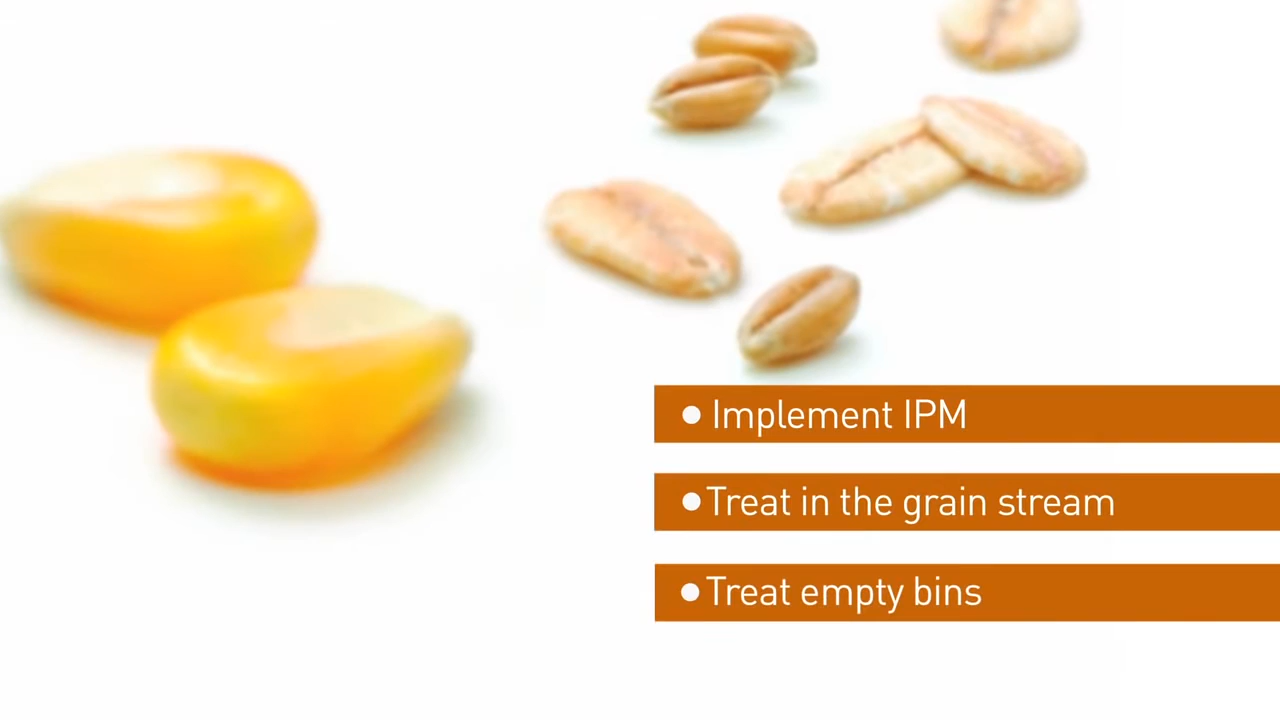 • Implement IPM
• Treat in the grain stream
• Treat empty bins